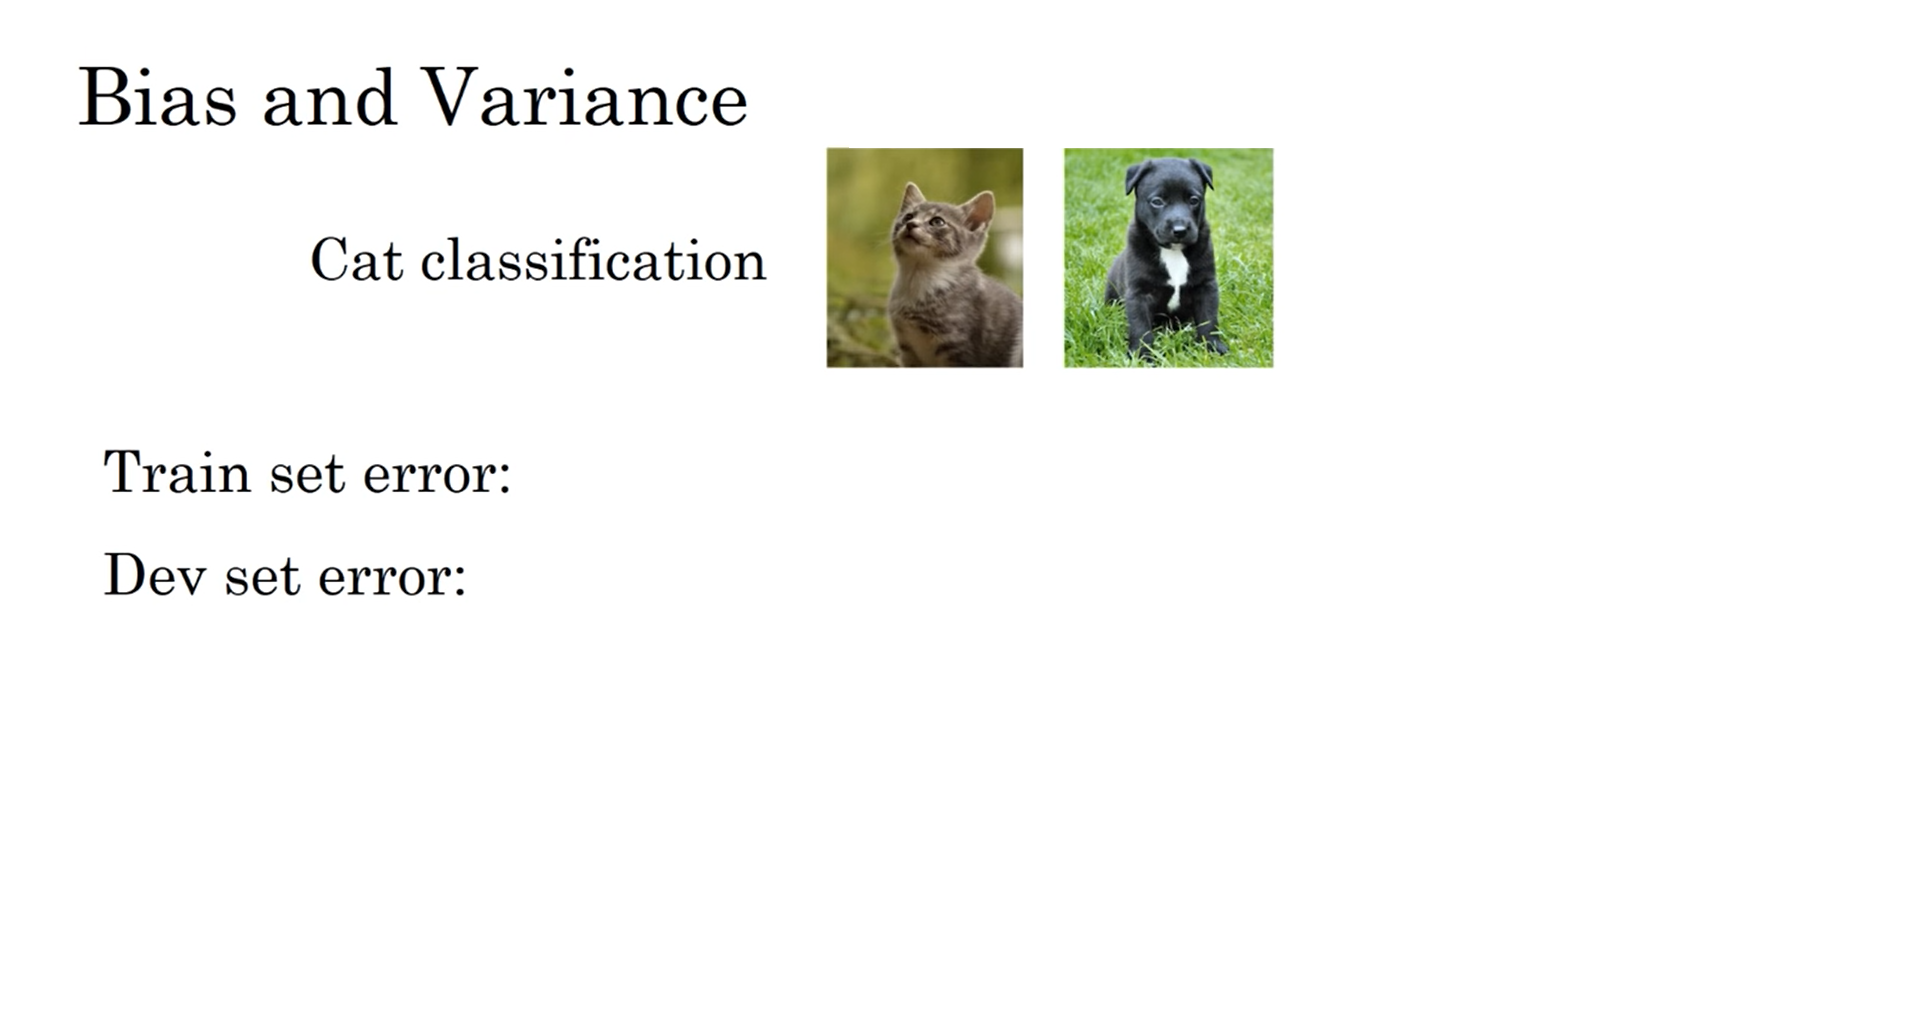 Bias and Variance
Cat classification
Train set error:
Dev set error: